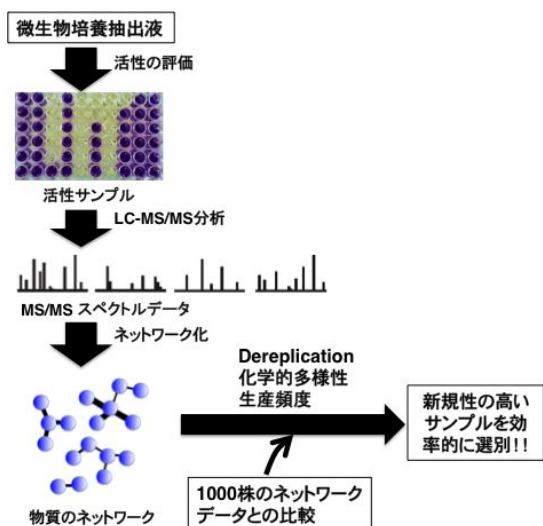 微生物培養抽出液
活性の評価
活性サンプル
LC-MS/MS分析
MS/MS スペクトルデータ
ネットワーク化
Dereplication
化学的多様性
生産頻度
新規性の高い
サンプルを効
率的に選別!!
1000株のネットワーク
データとの比較
物質のネットワーク